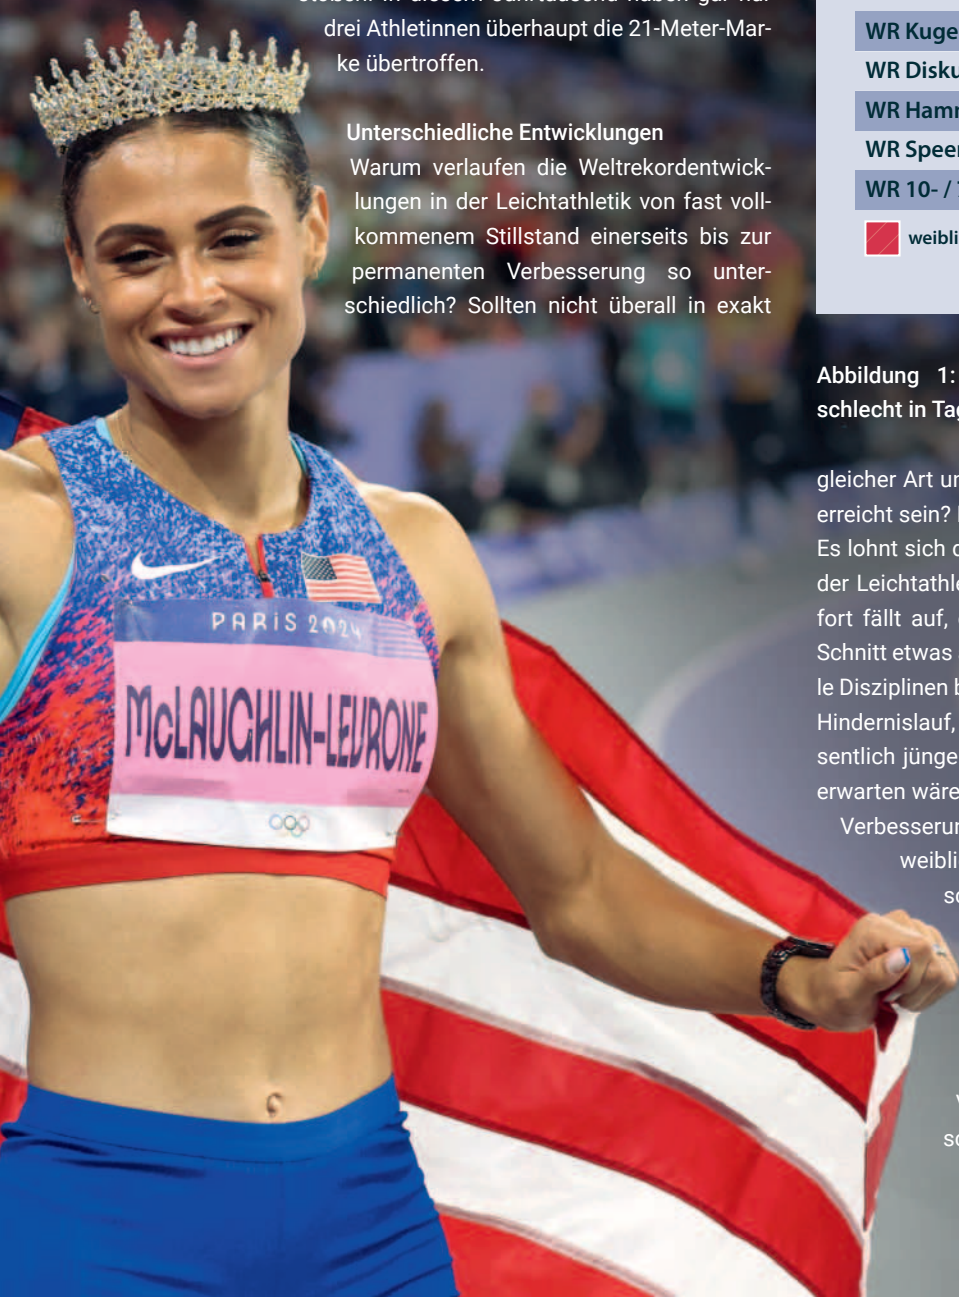 drei Athletinnen überhaupt die 21-Meter-Mar-
ke übertroffen.
Unterschiedliche Entwicklungen
Warum verlaufen die Weltrekordentwick-
lungen in der Leichtathletik von fast voll-
kommenem Stillstand einerseits bis zur
permanenten Verbesserung so unter-
schiedlich? Sollten nicht überall in exakt
WR Kuge
WR Disku
WR Hamm
WR Speer
WR 10- /
weibli
Abbildung 1:
schlecht in Tag
gleicher Art un
erreicht sein?
Es lohnt sich d
der Leichtathle
fort fällt auf,
Schnitt etwas
le Disziplinen b
Hindernislauf,
sentlich jünge
erwarten wäre
Verbesserun
weibli
sc
v
sc
PARIS 2024
McLAUGHLIN-LEVRONE